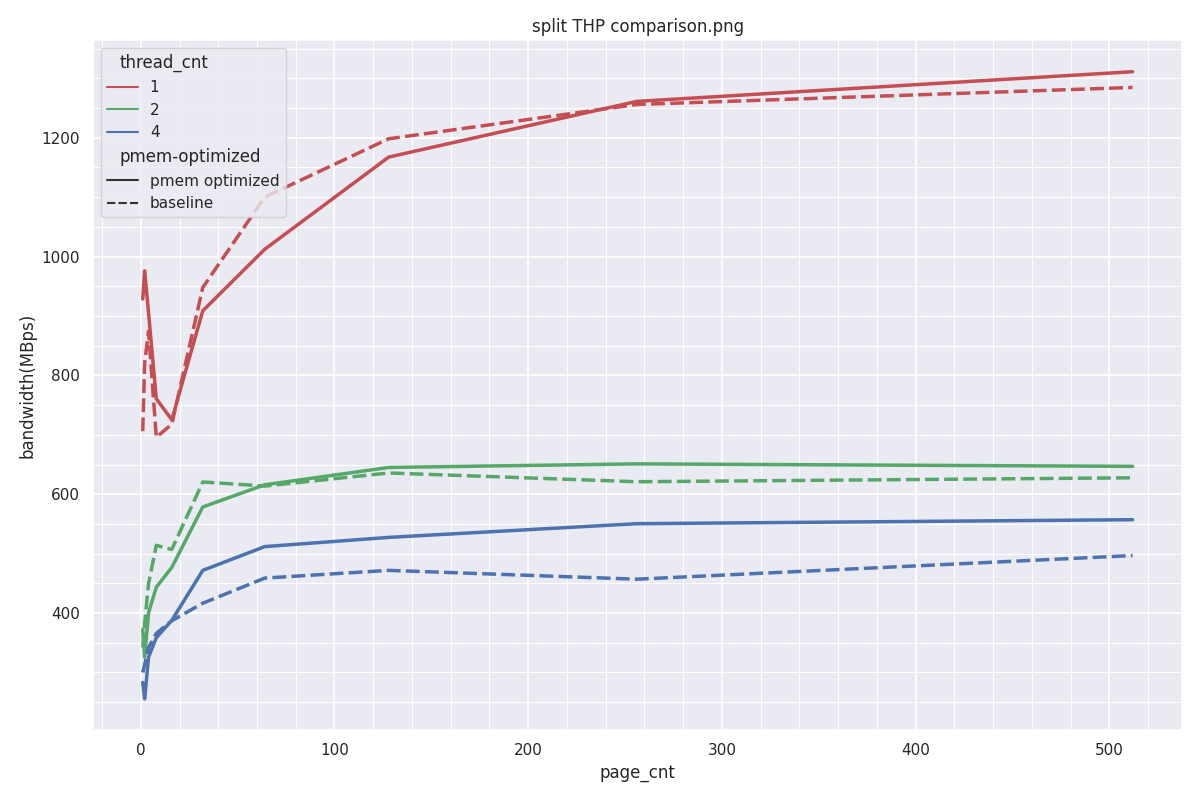 split THP comparison.png
thread_cnt
1
2
4
pmem-optimized
pmem optimized
baseline
bandwidth(MBps)
1200
1000
800
600
400
0 100 200 300 400 500
page_cnt